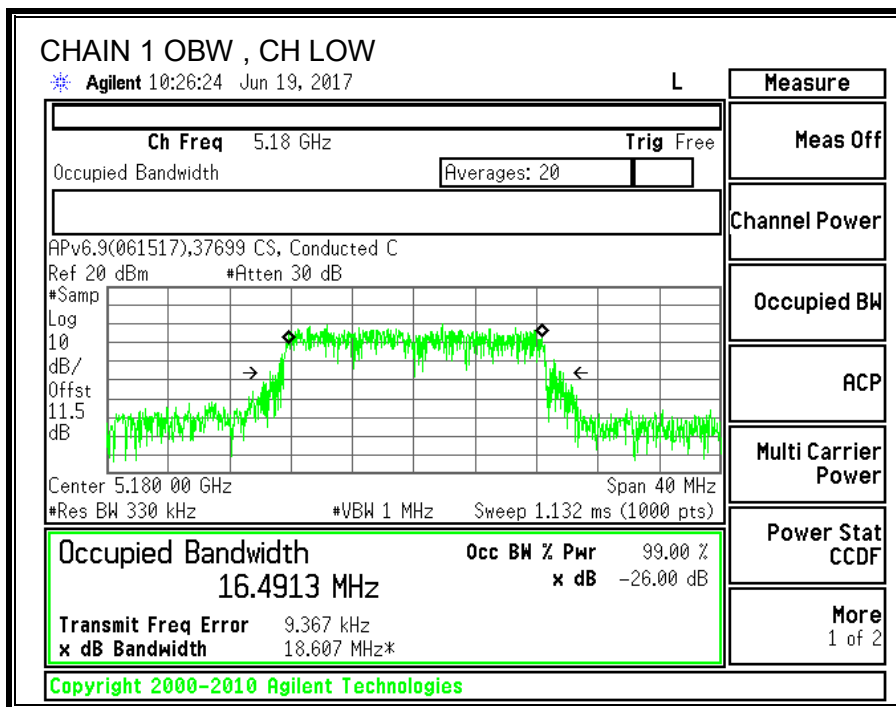 CHAIN 1 OBW , CH LOW
Agilent 10:26:24 Jun 19, 2017 L
Measure
Ch Freq 5.18 GHz Trig Free
Meas Off
Occupied Bandwidth Averages: 20
Channel Power
APv6.9(061517),37699 CS, Conducted C
Ref 20 dBm #Atten 30 dB
#Samp
Log
10
dB/
Offst
11.5
dB
Occupied BW
ACP
Multi Carrier
Power
Center 5.180 00 GHz Span 40 MHz
#Res BW 330 kHz #VBW 1 MHz Sweep 1.132 ms (1000 pts)
Occupied Bandwidth
16.4913 MHz
Occ BW % Pwr 99.00 %
x dB -26.00 dB
Transmit Freq Error 9.367 kHz
x dB Bandwidth 18.607 MHz*
Power Stat
CCDF
More
1 of 2
Copyright 2000-2010 Agilent Technologies